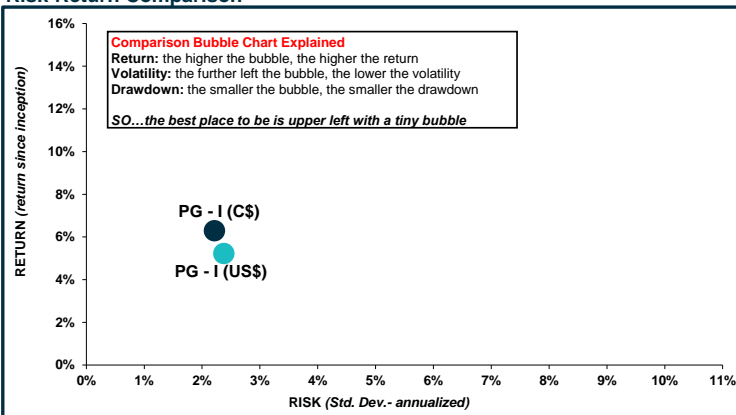 Risk Return Comparison
16%
14%
12%
10%
8%
6%
4%
2%
0%
RETURN (return since inception)
Comparison Bubble Chart Explained
Return: the higher the bubble, the higher the return
Volatility: the further left the bubble, the lower the volatility
Drawdown: the smaller the bubble, the smaller the drawdown
SO…the best place to be is upper left with a tiny bubble
PG - I (C$)
PG - I (US$)
0% 1% 2% 3% 4% 5% 6% 7% 8% 9% 10% 11%
RISK (Std. Dev.- annualized)